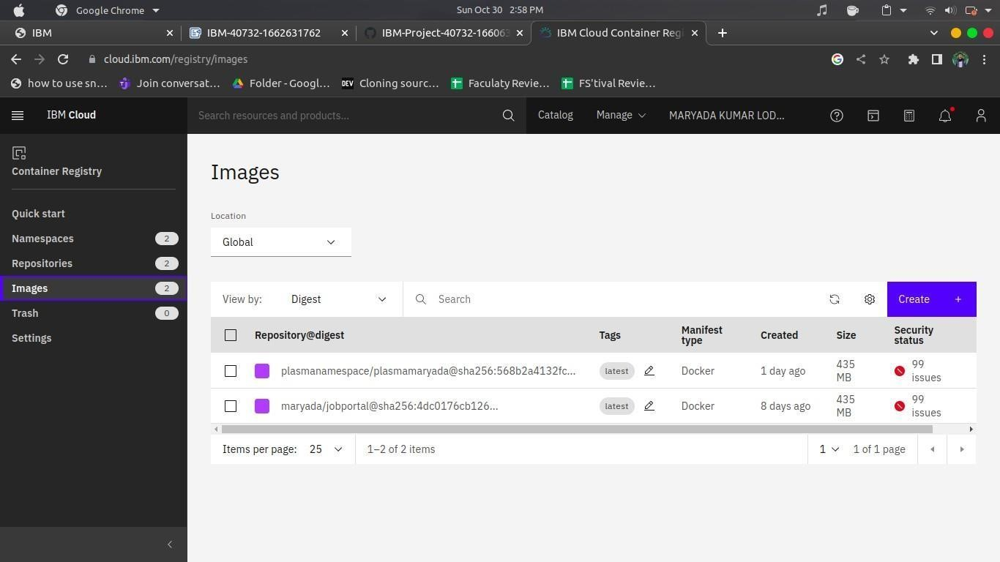 Google Chrome
Sun Oct 30 2:58 PM
IBM
IBM-40732-1662631762
IBM-Project-40732-16606
IBM Cloud Container Reg
cloud.ibm.com/registry/images
how to use sn...
Join conversat...
Folder - Googl...
DEV Cloning sourc...
Faculaty Revie...
FS'tival Revie...
IBM Cloud
Search resources and products...
Catalog
Manage
MARYADA KUMAR LOD...
Container Registry
Quick start
Namespaces 2
Repositories 2
Images 2
Trash 0
Settings
Images
Location
Global
View by: Digest
Search
Create +
Repository@digest
Tags
Manifest
type
Created
Size
Security
status
plasmanamespace/plasmamaryada@sha256:568b2a4132fc...
latest
Docker
1 day ago
435
MB
99
issues
maryada/jobportal@sha256:4dc0176cb126...
latest
Docker
8 days ago
435
MB
99
issues
Items per page: 25
1–2 of 2 items
1
1 of 1 page